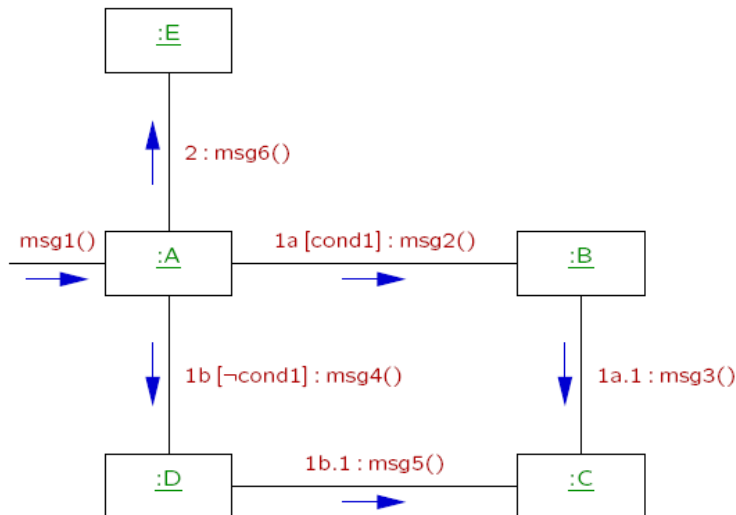 :E
2 : msg6()
msg1()
:A
1a [cond1] : msg2()
:B
1b [¬cond1] : msg4()
1a.1 : msg3()
:D
1b.1 : msg5()
:C